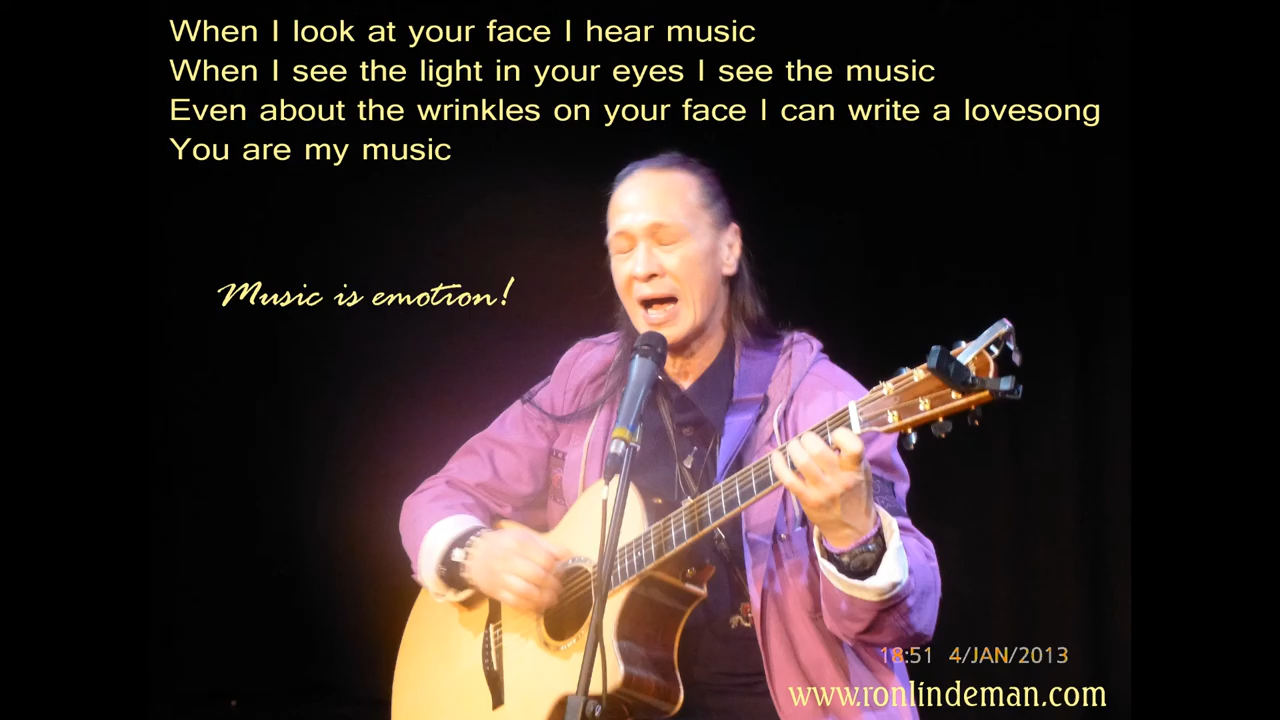 When I look at your face I hear music
When I see the light in your eyes I see the music
Even about the wrinkles on your face I can write a lovesong
You are my music
Music is emotion!
18:51 4/JAN/2013
www.ronlindeman.com